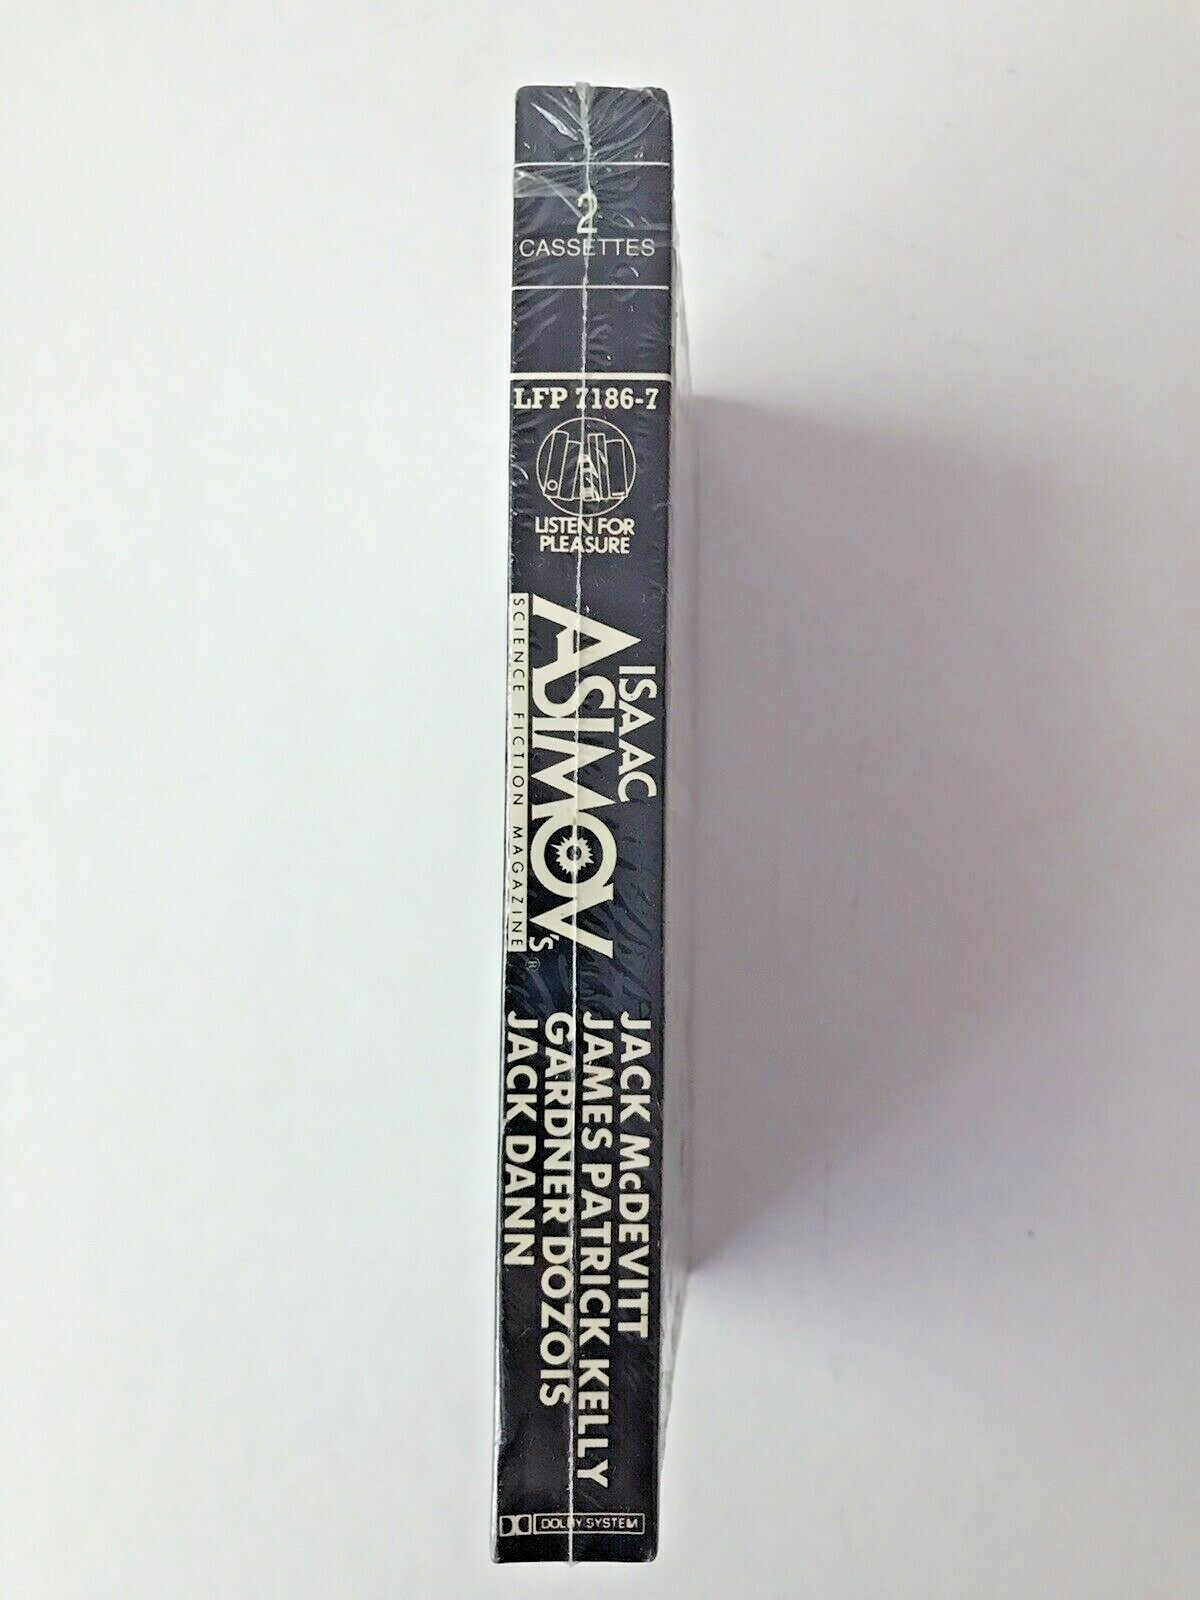 2
CASSETTES
LFP 7186-7
LISTEN FOR
PLEASURE
ISAAC
ASIMOV's®
SCIENCE FICTION MAGAZINE
JACK McDEVITT
JAMES PATRICK KELLY
GARDNER DOZOIS
JACK DANN
DOLBY SYSTEM